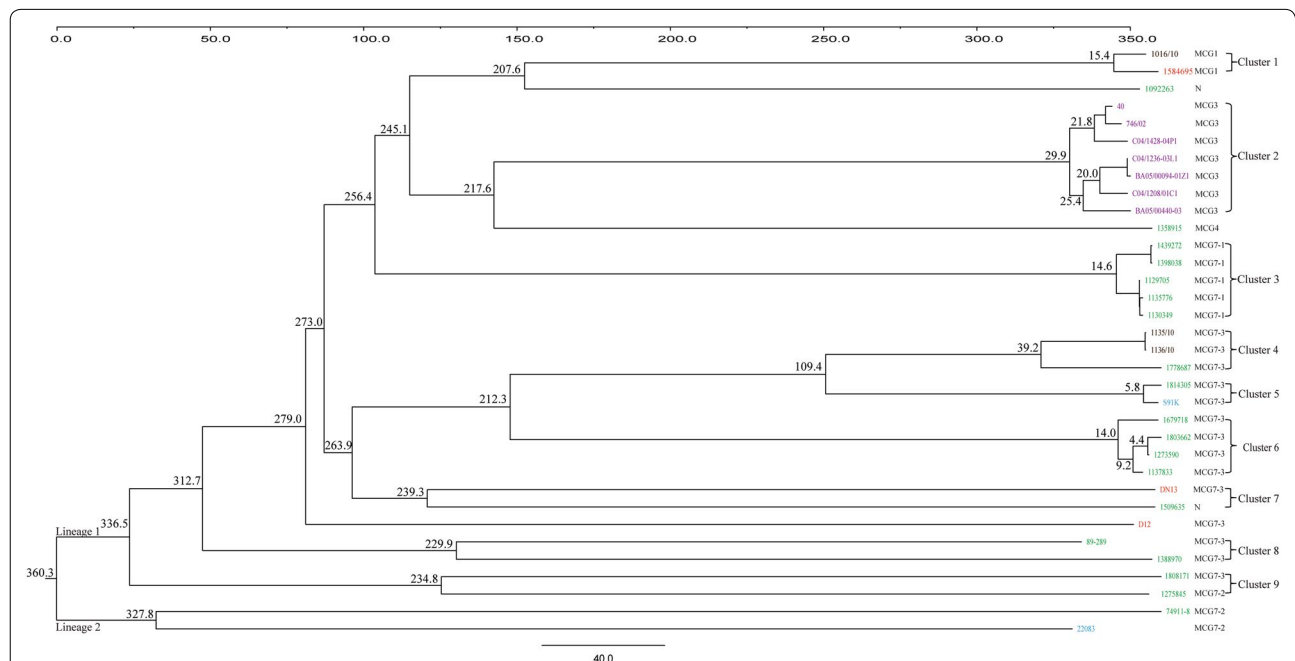 0.0 50.0 100.0 150.0 200.0 250.0 300.0 350.0
15.4 1016/10 MCG1
Cluster 1
207.6 1584695 MCG1
1092263 N
40 MCG3
21.8 746/02 MCG3
245.1 C04/1428-04P1 MCG3
29.9 C04/1236-03L1 MCG3 Cluster 2
20.0 BA05/00094-01Z1 MCG3
256.4 217.6 C04/1208/01C1 MCG3
25.4 BA05/00440-03 MCG3
1358915 MCG4
1439272 MCG7-1
14.6 1398038 MCG7-1
1129705 MCG7-1 Cluster 3
1135776 MCG7-1
273.0 1130349 MCG7-1
1135/10 MCG7-3
39.2 1136/10 MCG7-3 Cluster 4
109.4 1778687 MCG7-3
5.8 1814305 MCG7-3
Cluster 5
212.3 S91K MCG7-3
279.0 1679718 MCG7-3
14.0 4.4 1803662 MCG7-3
Cluster 6
263.9 1273590 MCG7-3
9.2 1137833 MCG7-3
312.7 239.3 DN13 MCG7-3
Cluster 7
1509635 N
Lineage 1 336.5 D12 MCG7-3
229.9 89-289 MCG7-3
Cluster 8
1388970 MCG7-3
360.3 234.8 1808171 MCG7-3
Cluster 9
1275845 MCG7-2
327.8 74911-8 MCG7-2
Lineage 2 22083 MCG7-2
40.0